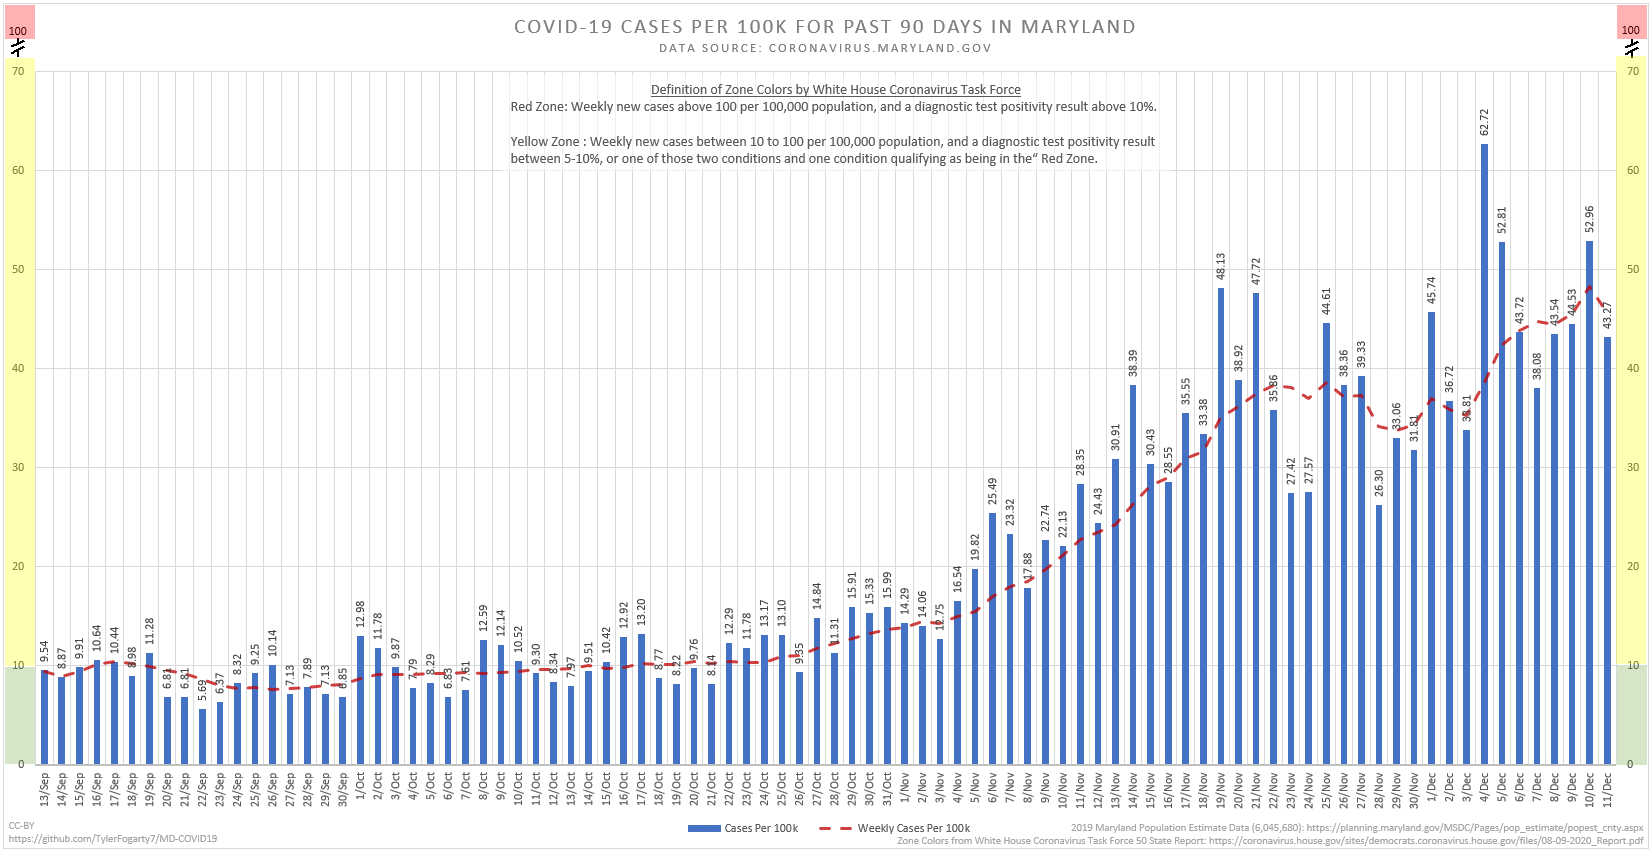 COVID-19 CASES PER 100K FOR PAST 90 DAYS IN MARYLAND
DATA SOURCE: CORONAVIRUS.MARYLAND.GOV
Definition of Zone Colors by White House Coronavirus Task Force
Red Zone: Weekly new cases above 100 per 100,000 population, and a diagnostic test positivity result above 10%.
Yellow Zone : Weekly new cases between 10 to 100 per 100,000 population, and a diagnostic test positivity result
between 5-10%, or one of those two conditions and one condition qualifying as being in the“ Red Zone.
100
70
60
50
40
30
20
10
0
100
70
60
50
40
30
20
10
0
9.54 8.87 9.91 10.64 10.44 8.98 11.28 6.81 6.81 5.69 6.37 8.32 9.25 10.14 7.13 7.89 7.13 6.85 12.98 11.78 9.87 7.79 8.29 6.83 7.61 12.59 12.14 10.52 9.30 8.34 7.97 9.51 10.42 12.92 13.20 8.77 8.22 9.76 8.14 12.29 11.78 13.17 13.10 9.35 14.84 11.31 15.91 15.33 15.99 14.29 14.06 12.75 16.54 19.82 25.49 23.32 17.88 22.74 22.13 28.35 24.43 30.91 38.39 30.43 28.55 35.55 33.38 48.13 38.92 47.72 35.86 27.42 27.57 44.61 38.36 39.33 26.30 33.06 31.81 45.74 36.72 33.81 62.72 52.81 43.72 38.08 43.54 44.53 52.96 43.27
13/Sep 14/Sep 15/Sep 16/Sep 17/Sep 18/Sep 19/Sep 20/Sep 21/Sep 22/Sep 23/Sep 24/Sep 25/Sep 26/Sep 27/Sep 28/Sep 29/Sep 30/Sep 1/Oct 2/Oct 3/Oct 4/Oct 5/Oct 6/Oct 7/Oct 8/Oct 9/Oct 10/Oct 11/Oct 12/Oct 13/Oct 14/Oct 15/Oct 16/Oct 17/Oct 18/Oct 19/Oct 20/Oct 21/Oct 22/Oct 23/Oct 24/Oct 25/Oct 26/Oct 27/Oct 28/Oct 29/Oct 30/Oct 31/Oct 1/Nov 2/Nov 3/Nov 4/Nov 5/Nov 6/Nov 7/Nov 8/Nov 9/Nov 10/Nov 11/Nov 12/Nov 13/Nov 14/Nov 15/Nov 16/Nov 17/Nov 18/Nov 19/Nov 20/Nov 21/Nov 22/Nov 23/Nov 24/Nov 25/Nov 26/Nov 27/Nov 28/Nov 29/Nov 30/Nov 1/Dec 2/Dec 3/Dec 4/Dec 5/Dec 6/Dec 7/Dec 8/Dec 9/Dec 10/Dec 11/Dec
Cases Per 100k
Weekly Cases Per 100k
CC-BY
https://github.com/TylerFogarty7/MD-COVID19
2019 Maryland Population Estimate Data (6,045,680): https://planning.maryland.gov/MSDC/Pages/pop_estimate/popest_cnty.aspx
Zone Colors from White House Coronavirus Task Force 50 State Report: https://coronavirus.house.gov/sites/democrats.coronavirus.house.gov/files/08-09-2020_Report.pdf